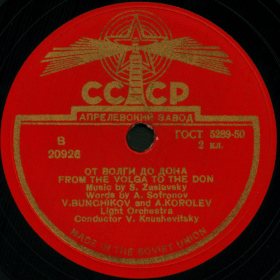 СССР
АПРЕЛЕВСКИЙ ЗАВОД
В
20926
ГОСТ 5289-50
2 кл.
ОТ ВОЛГИ ДО ДОНА
FROM THE VOLGA TO THE DON
Music by S. Zaslavsky
Words by A. Sofronov
V.BUNCHIKOV and A.KOROLEV
Light Orchestra
Conductor V. Knushevitsky
MADE IN THE SOVIET UNION